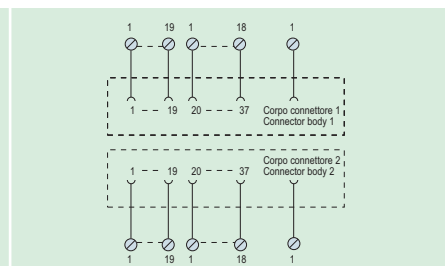 1 19 1 18 1
1 - - 19 20 - - 37 Corpo connettore 1
Connector body 1
Corpo connettore 2
1 - - 19 20 - - 37 Connector body 2
1 19 1 18 1